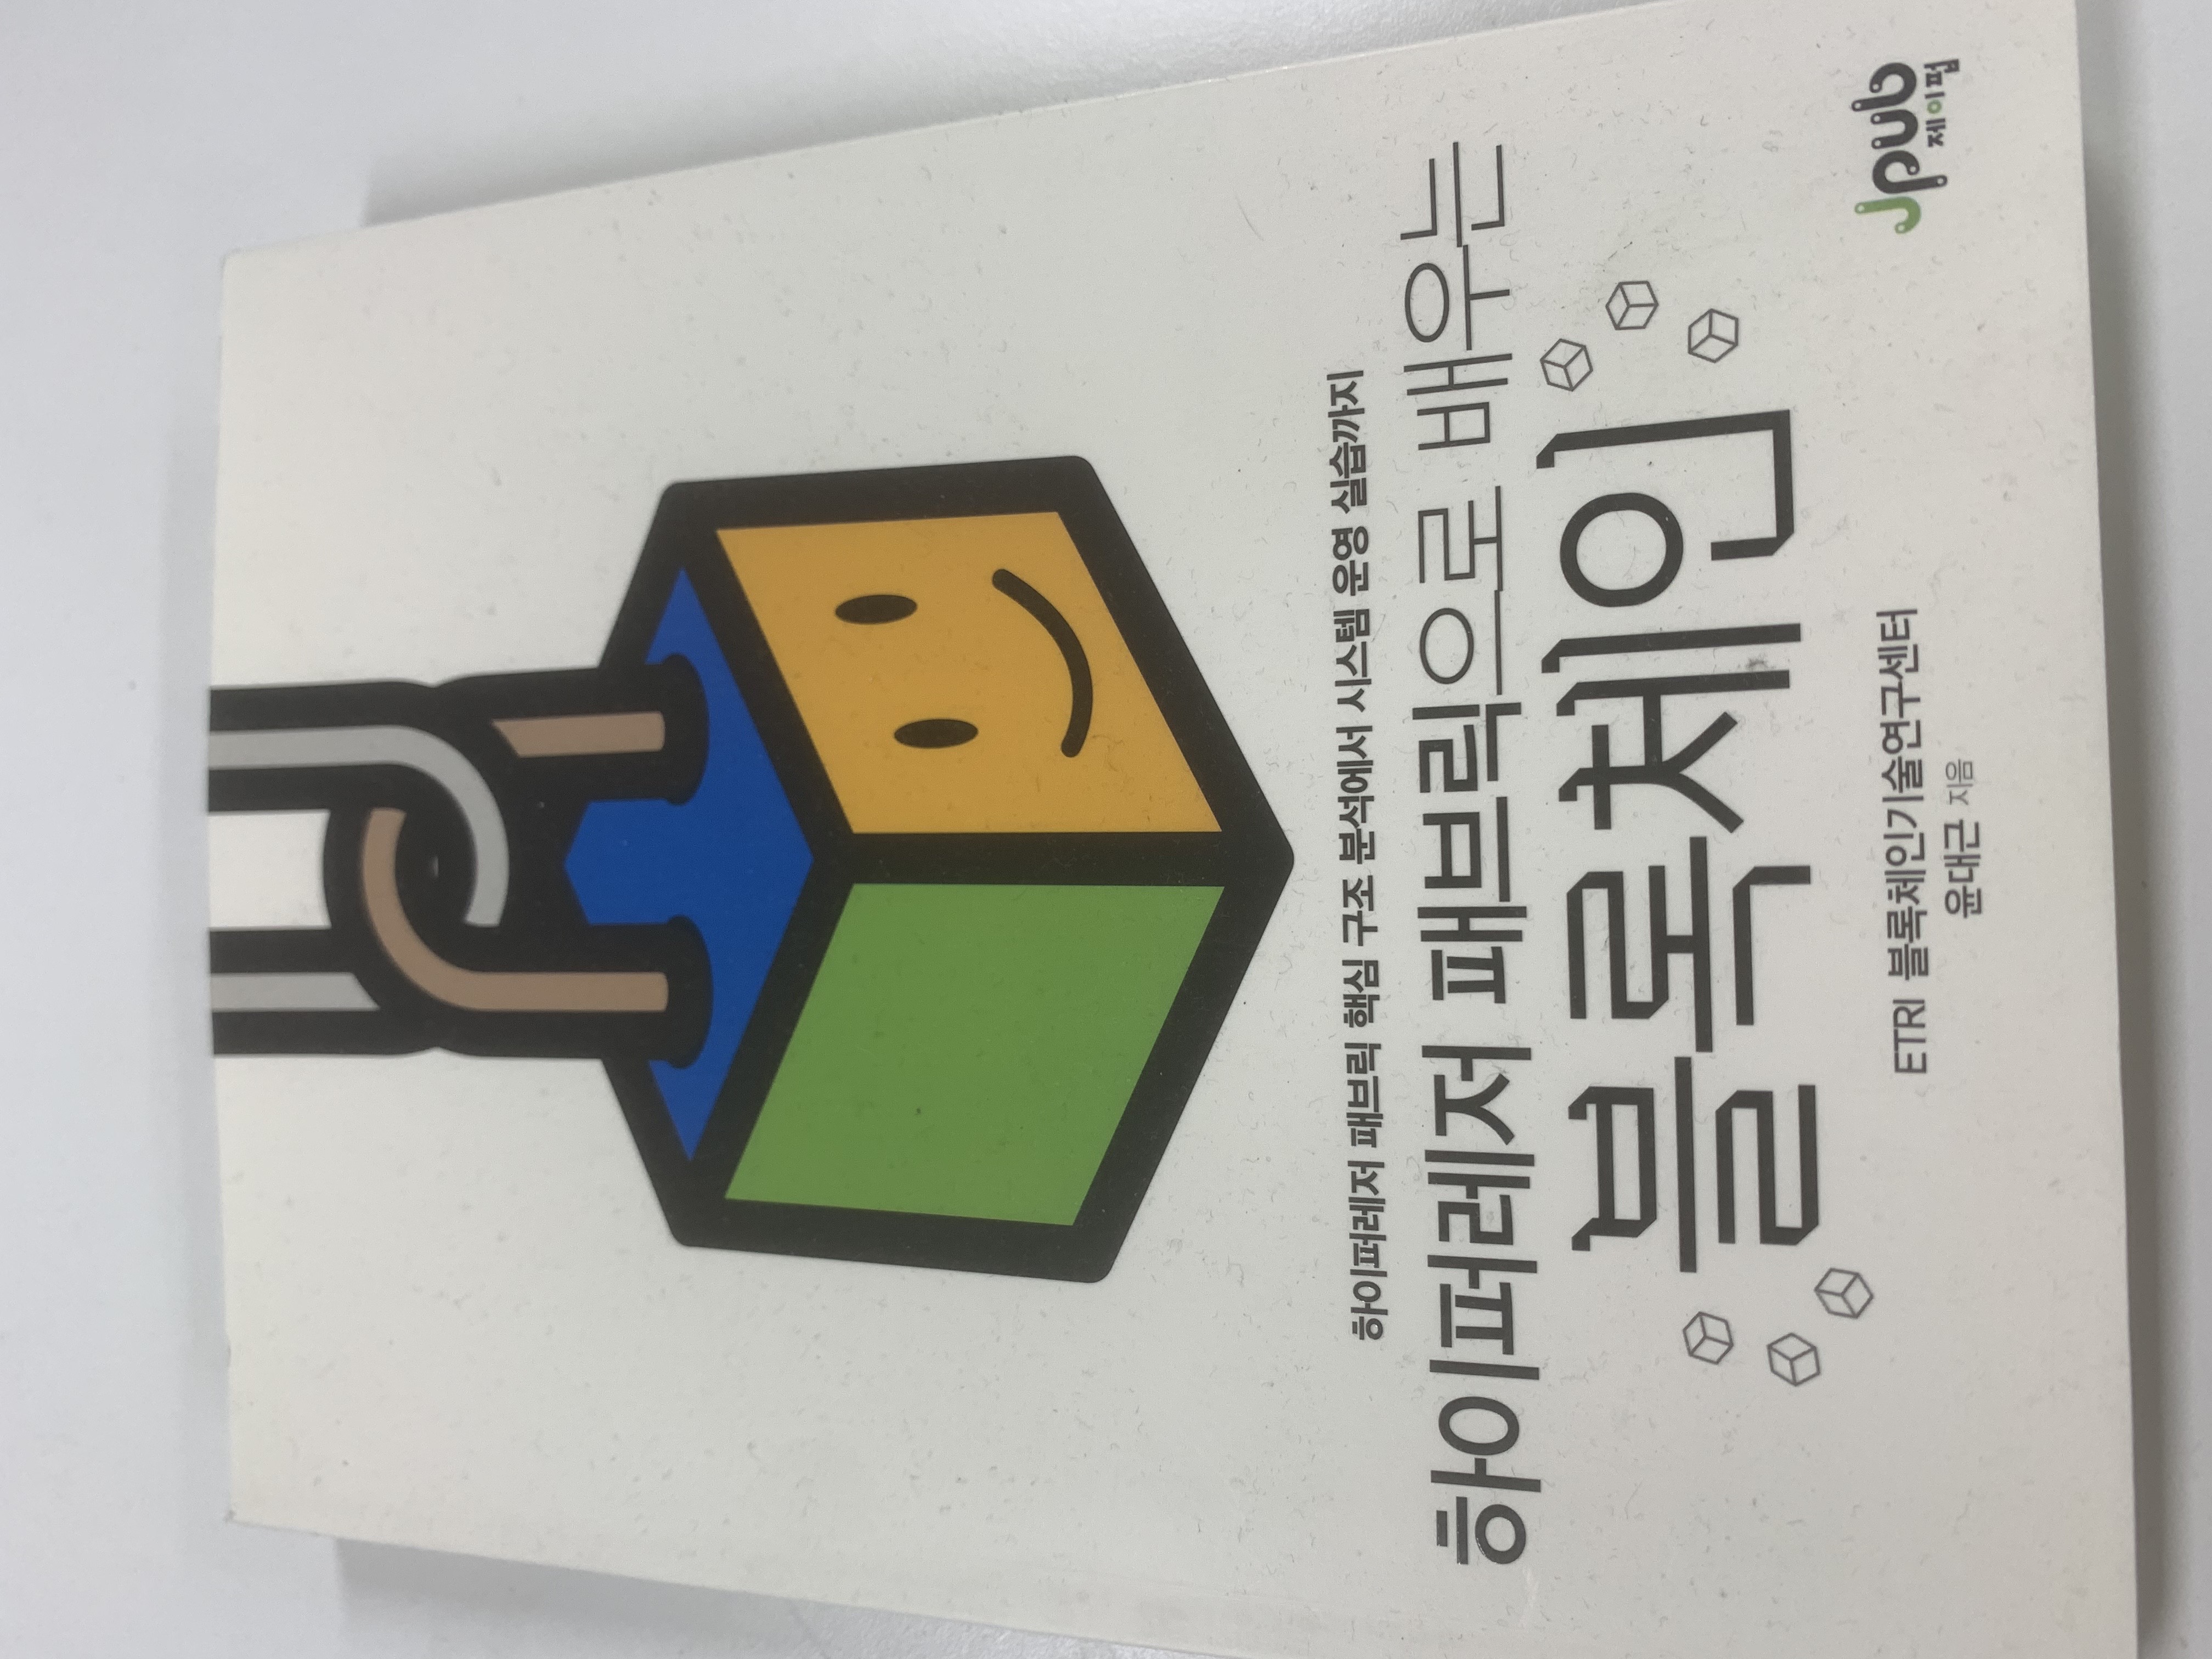 하이퍼레저 패브릭 핵심 구조 분석에서 시스템 운영 실습까지
하이퍼레저 패브릭으로 배우는
블록체인
ETRI 블록체인기술연구센터
윤대근 지음
Jpub
제이펍